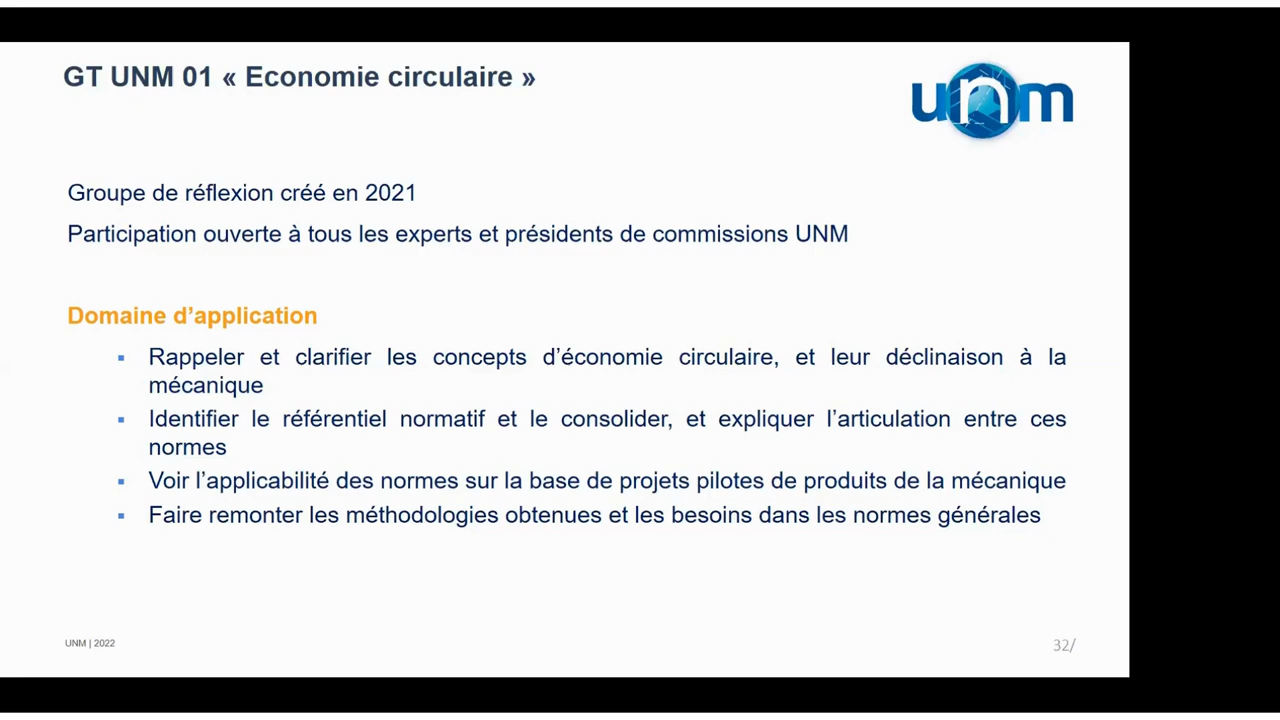 GT UNM 01 « Economie circulaire »
unm
Groupe de réflexion créé en 2021
Participation ouverte à tous les experts et présidents de commissions UNM
Domaine d’application
▪ Rappeler et clarifier les concepts d’économie circulaire, et leur déclinaison à la
mécanique
▪ Identifier le référentiel normatif et le consolider, et expliquer l’articulation entre ces
normes
▪ Voir l’applicabilité des normes sur la base de projets pilotes de produits de la mécanique
▪ Faire remonter les méthodologies obtenues et les besoins dans les normes générales
UNM | 2022
32/